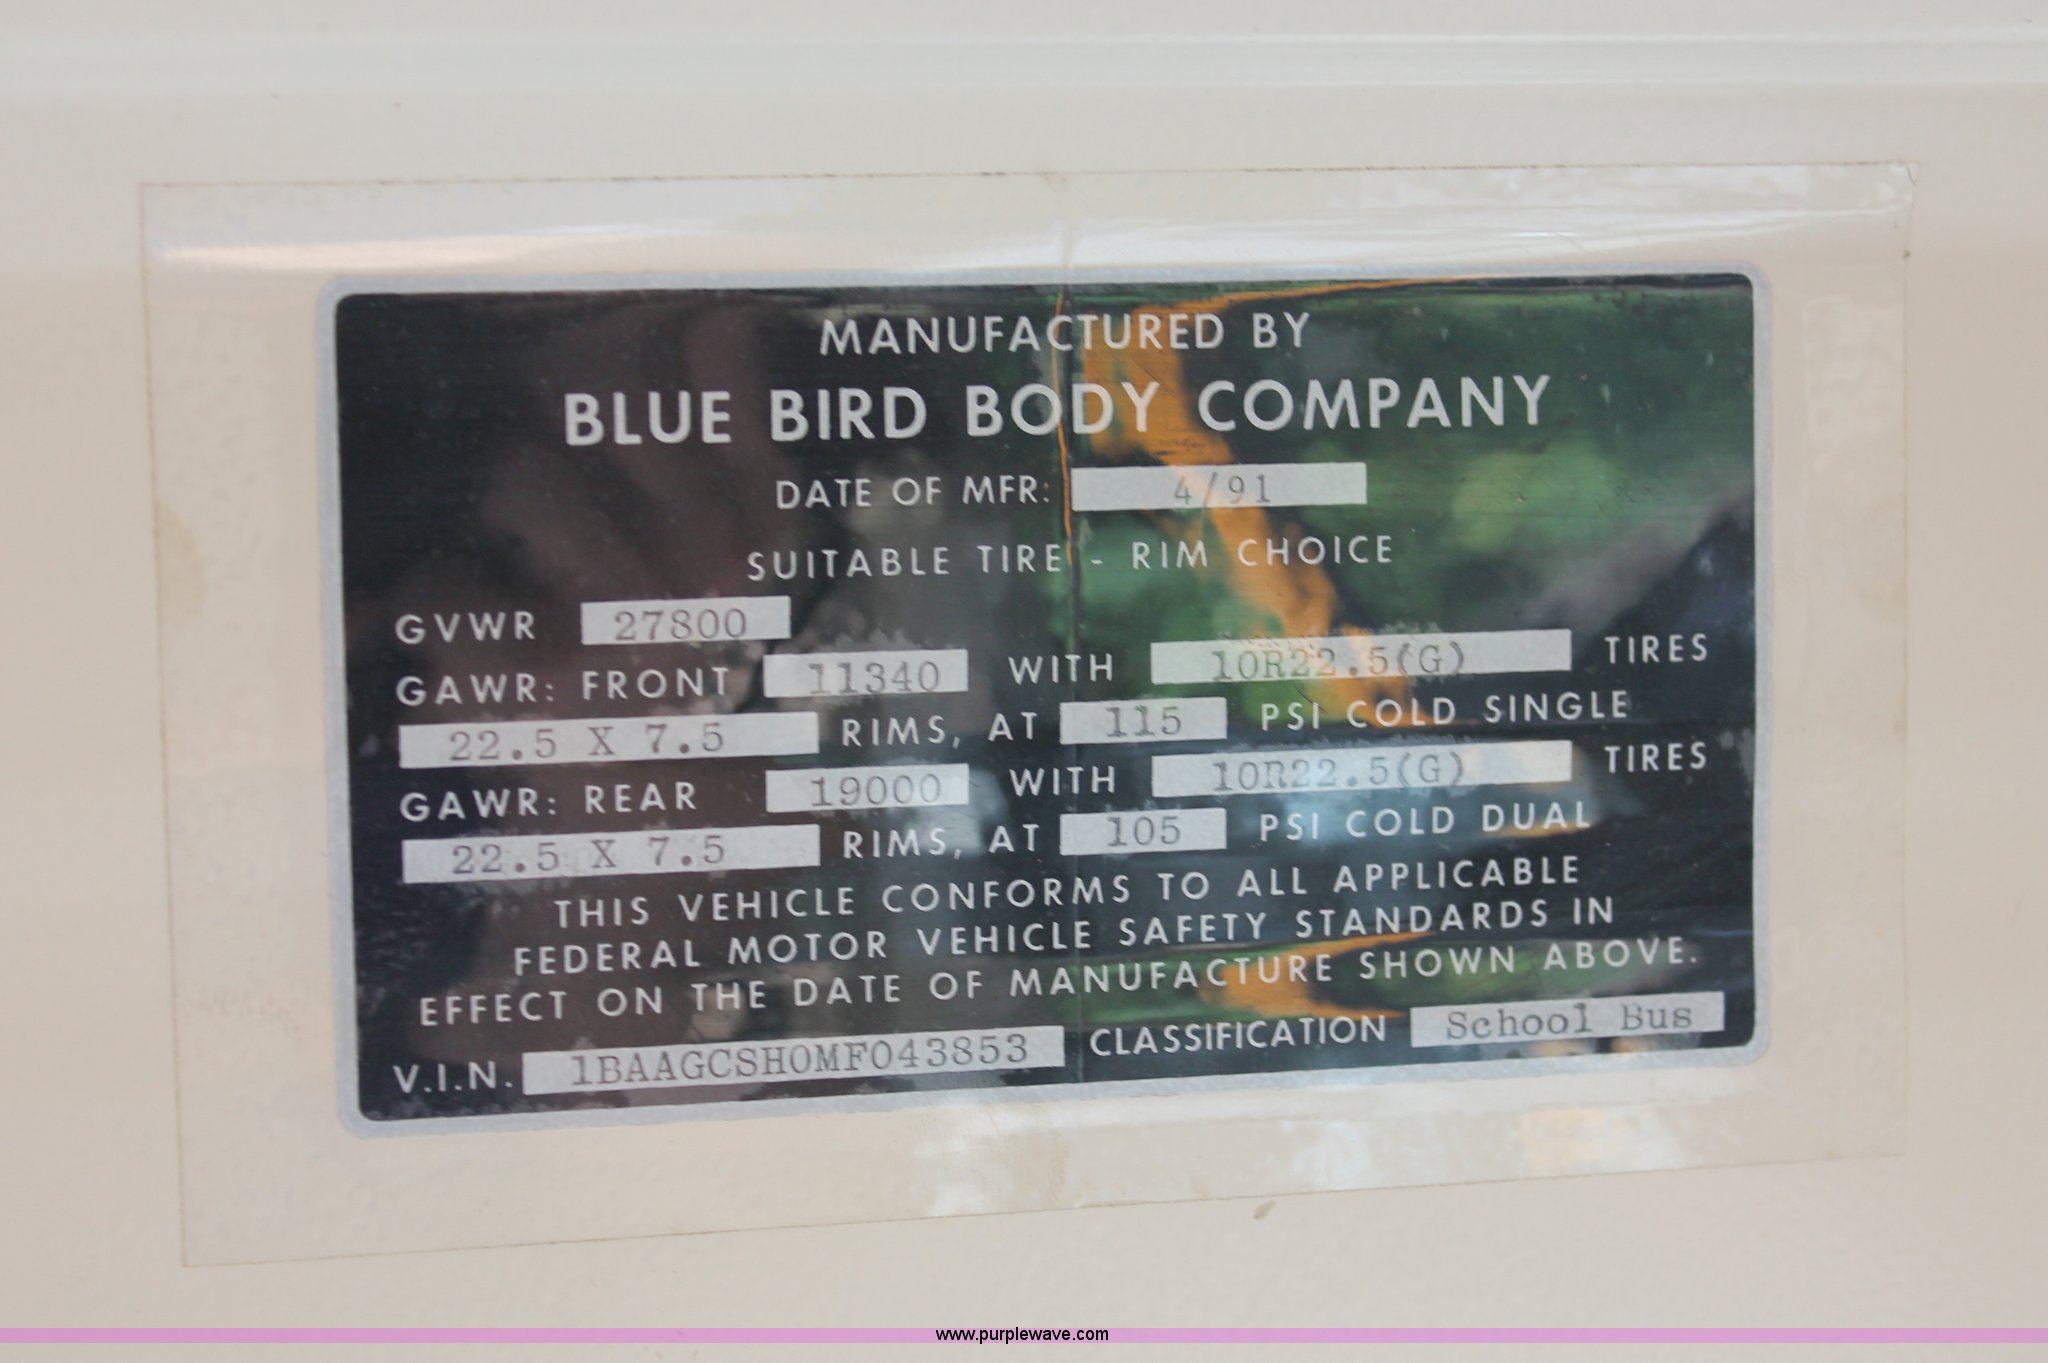 MANUFACTURED BY
BLUE BIRD BODY COMPANY
DATE OF MFR: 4/91
SUITABLE TIRE - RIM CHOICE
GVWR 27800
GAWR: FRONT 11340 WITH 10R22.5(G) TIRES
22.5 X 7.5 RIMS, AT 115 PSI COLD SINGLE
GAWR: REAR 19000 WITH 10R22.5(G) TIRES
22.5 X 7.5 RIMS, AT 105 PSI COLD DUAL
THIS VEHICLE CONFORMS TO ALL APPLICABLE
FEDERAL MOTOR VEHICLE SAFETY STANDARDS IN
EFFECT ON THE DATE OF MANUFACTURE SHOWN ABOVE.
V.I.N. 1BAAGCSH0MF043853 CLASSIFICATION School Bus
www.purplewave.com